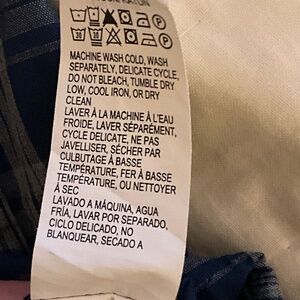 MACHINE WASH COLD, WASH
SEPARATELY, DELICATE CYCLE,
DO NOT BLEACH, TUMBLE DRY
LOW, COOL IRON, OR DRY
CLEAN
LAVER À LA MACHINE À L'EAU
FROIDE, LAVER SÉPARÉMENT,
CYCLE DELICATE, NE PAS
JAVELLISER, SÉCHER PAR
CULBUTAGE À BASSE
TEMPÉRATURE, FER À BASSE
TEMPÉRATURE, OU NETTOYER
À SEC
LAVADO A MÁQUINA, AGUA
FRÍA, LAVAR POR SEPARADO,
CICLO DELICADO, NO
BLANQUEAR, SECADO A